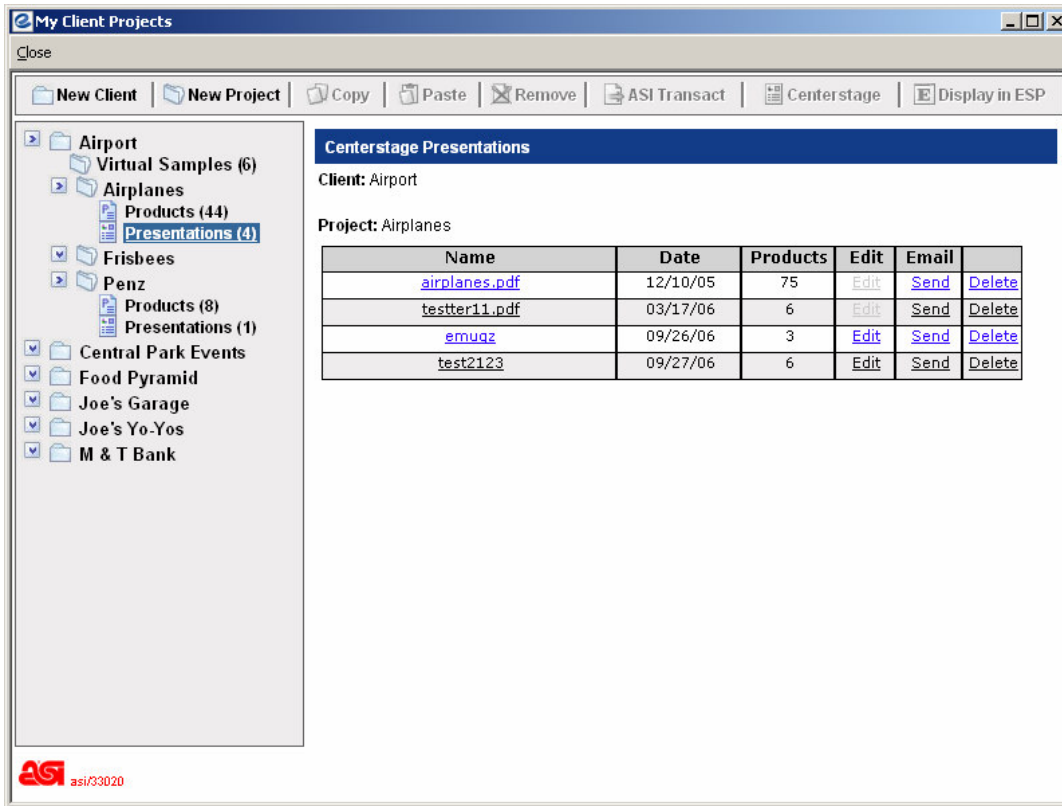 My Client Projects
Close
New Client New Project Copy Paste Remove ASI Transact Centerstage Display in ESP
Airport
Virtual Samples (6)
Airplanes
Products (44)
Presentations (4)
Frisbees
Penz
Products (8)
Presentations (1)
Central Park Events
Food Pyramid
Joe's Garage
Joe's Yo-Yos
M & T Bank
Centerstage Presentations
Client: Airport
Project: Airplanes
Name Date Products Edit Email
airplanes.pdf 12/10/05 75 Edit Send Delete
testter11.pdf 03/17/06 6 Edit Send Delete
emugz 09/26/06 3 Edit Send Delete
test2123 09/27/06 6 Edit Send Delete
asi asi/33020